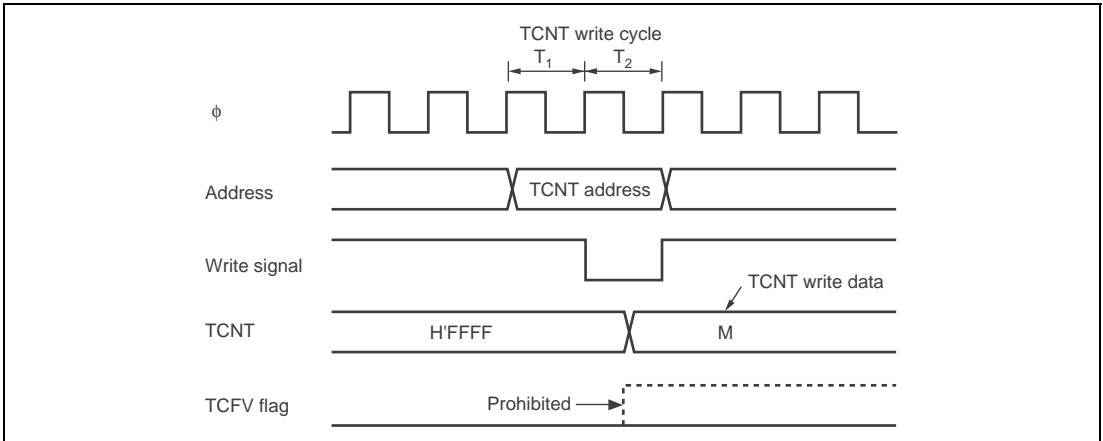 TCNT write cycle
T1 T2
ϕ
Address
TCNT address
Write signal
TCNT write data
TCNT
H'FFFF
M
TCFV flag
Prohibited